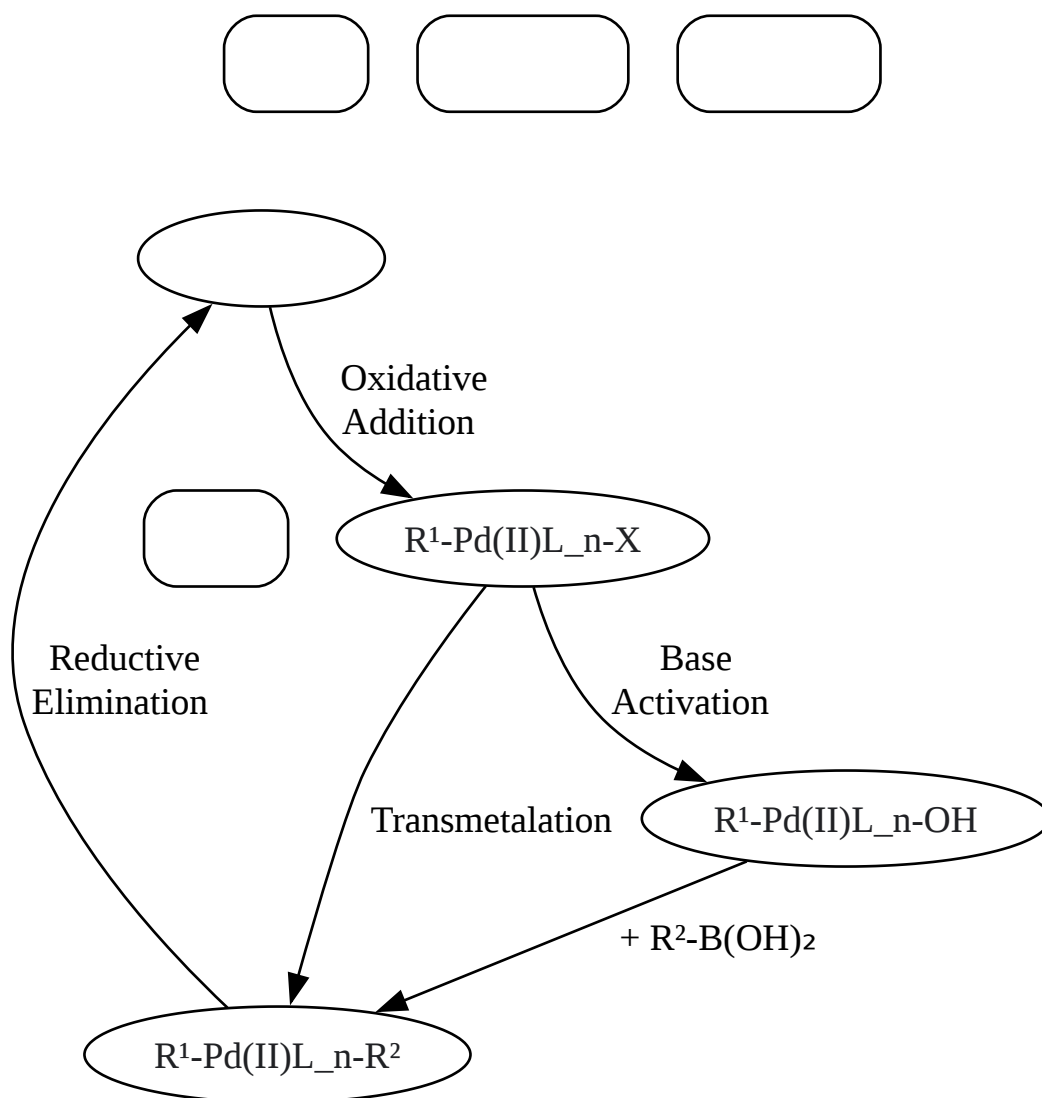 Oxidative
Addition
R¹-Pd(II)L_n-X
Reductive
Elimination
Base
Activation
Transmetalation
R¹-Pd(II)L_n-OH
+ R²-B(OH)₂
R¹-Pd(II)L_n-R²